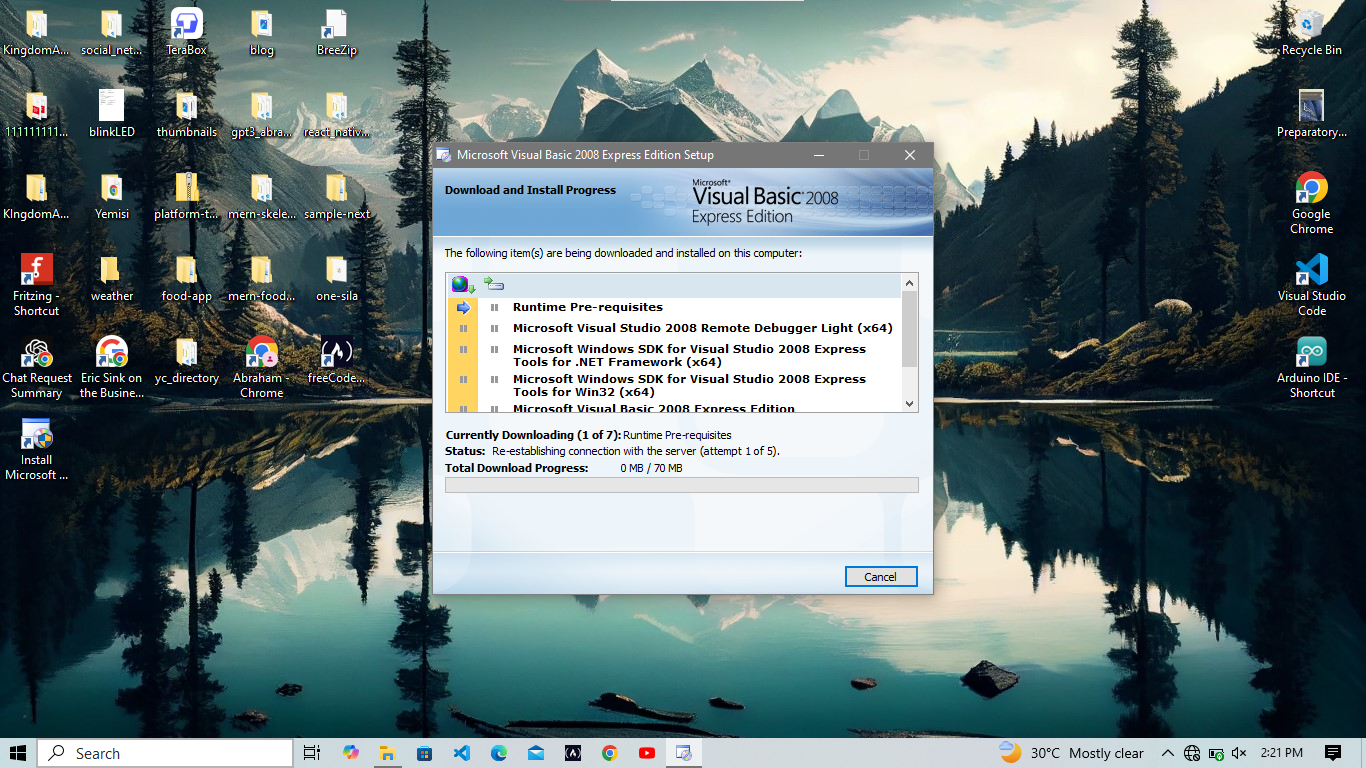 KingdomA...
social_net...
TeraBox
blog
BreeZip
111111111...
blinkLED
thumbnails
gpt3_abra...
react_nativ...
KIngdomA...
Yemisi
platform-t...
mern-skele...
sample-next
Fritzing -
Shortcut
weather
food-app
mern-food...
one-sila
Chat Request
Summary
Eric Sink on
the Busine...
yc_directory
Abraham -
Chrome
freeCode...
Install
Microsoft ...
Microsoft Visual Basic 2008 Express Edition Setup
Download and Install Progress
Microsoft®
Visual Basic® 2008
Express Edition
The following item(s) are being downloaded and installed on this computer:
Runtime Pre-requisites
Microsoft Visual Studio 2008 Remote Debugger Light (x64)
Microsoft Windows SDK for Visual Studio 2008 Express
Tools for .NET Framework (x64)
Microsoft Windows SDK for Visual Studio 2008 Express
Tools for Win32 (x64)
Microsoft Visual Basic 2008 Express Edition
Currently Downloading (1 of 7): Runtime Pre-requisites
Status: Re-establishing connection with the server (attempt 1 of 5).
Total Download Progress: 0 MB / 70 MB
Cancel
Recycle Bin
Preparatory...
Google
Chrome
Visual Studio
Code
Arduino IDE -
Shortcut
Search
30°C Mostly clear
2:21 PM